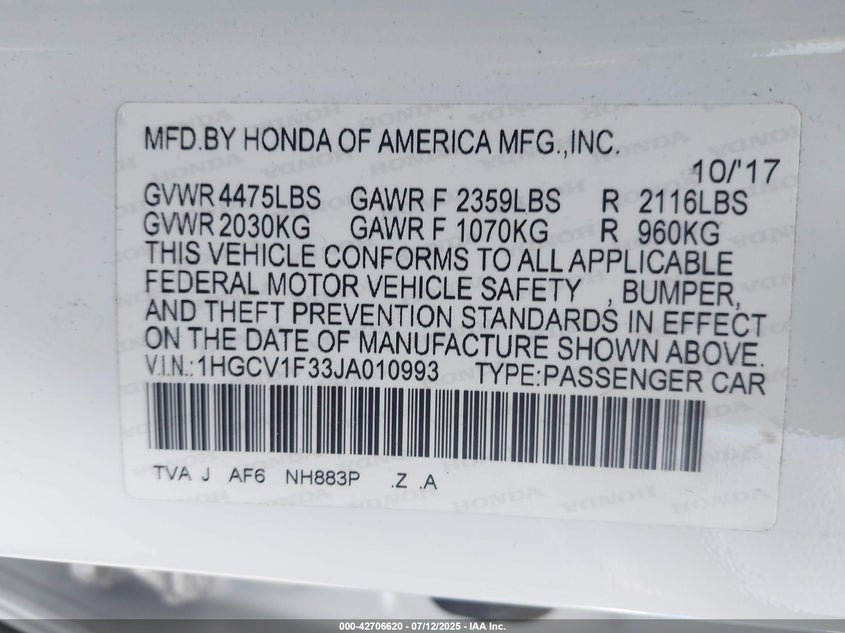 MFD.BY HONDA OF AMERICA MFG.,INC.
10/'17
GVWR 4475LBS GAWR F 2359LBS R 2116LBS
GVWR 2030KG GAWR F 1070KG R 960KG
THIS VEHICLE CONFORMS TO ALL APPLICABLE
FEDERAL MOTOR VEHICLE SAFETY , BUMPER,
AND THEFT PREVENTION STANDARDS IN EFFECT
ON THE DATE OF MANUFACTURE SHOWN ABOVE.
V.I.N.:1HGCV1F33JA010993 TYPE:PASSENGER CAR
TVA J AF6 NH883P .Z .A
000-42706620 - 07/12/2025 - IAA Inc.